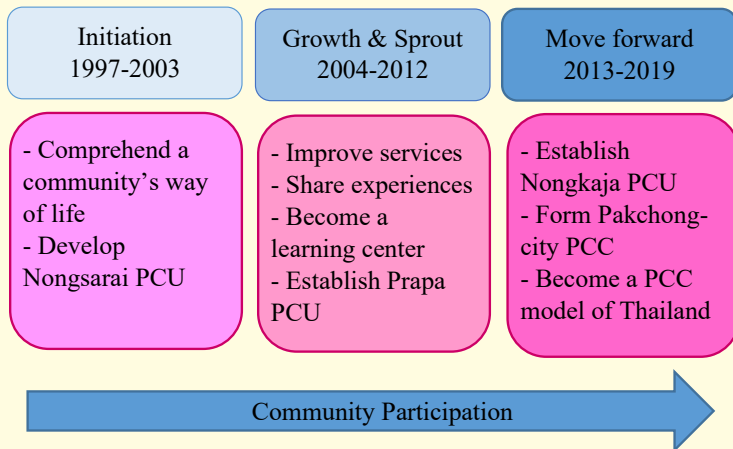 Initiation
1997-2003
Growth & Sprout
2004-2012
Move forward
2013-2019
- Comprehend a
community’s way
of life
- Develop
Nongsarai PCU
- Improve services
- Share experiences
- Become a
learning center
- Establish Prapa
PCU
- Establish
Nongkaja PCU
- Form Pakchong-
city PCC
- Become a PCC
model of Thailand
Community Participation